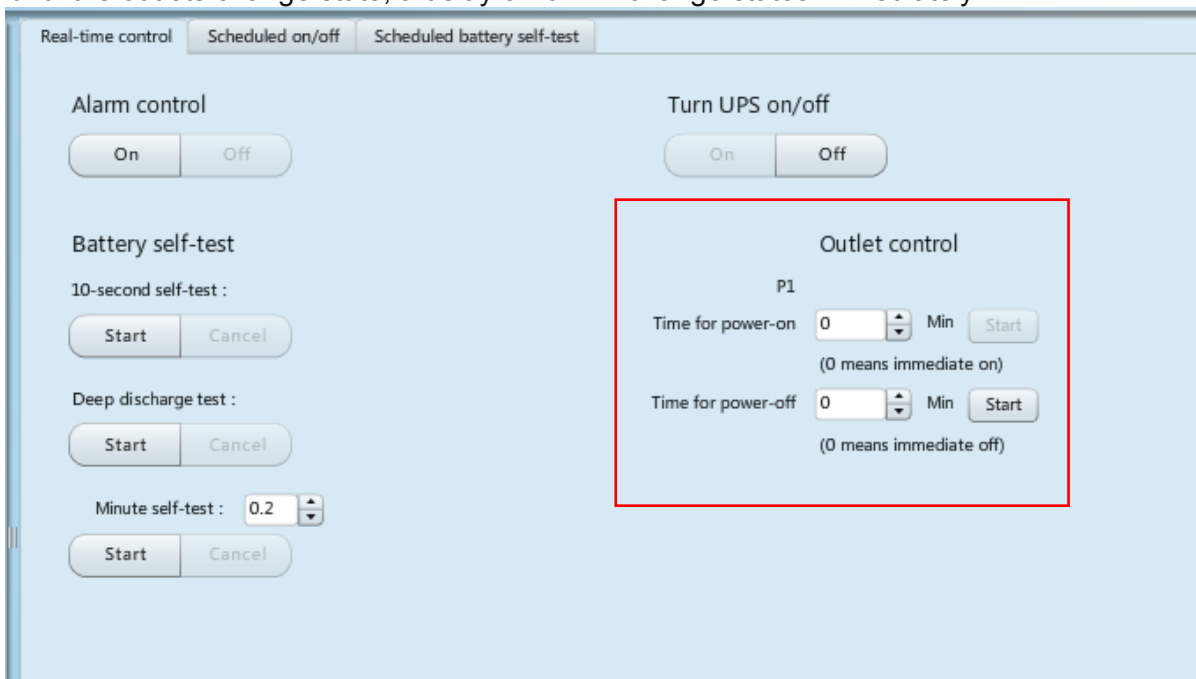 Real-time control Scheduled on/off Scheduled battery self-test
Alarm control
On Off
Turn UPS on/off
On Off
Battery self-test
10-second self-test :
Start Cancel
Deep discharge test :
Start Cancel
Minute self-test : 0.2
Start Cancel
Outlet control
P1
Time for power-on 0 Min Start
(0 means immediate on)
Time for power-off 0 Min Start
(0 means immediate off)